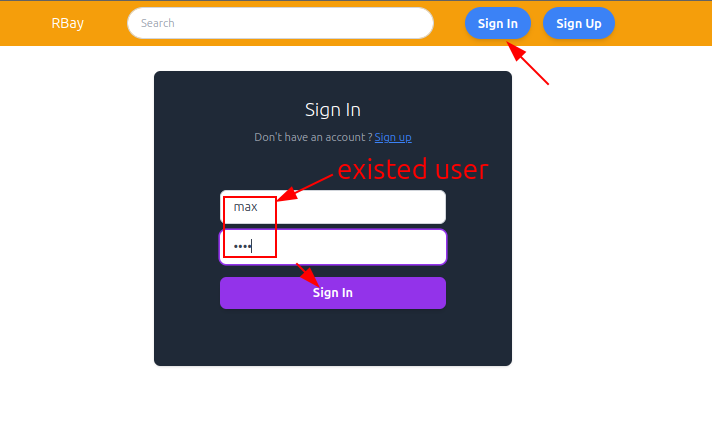 RBay
Search
Sign In
Sign Up
Sign In
Don't have an account ? Sign up
existed user
max
••••
Sign In